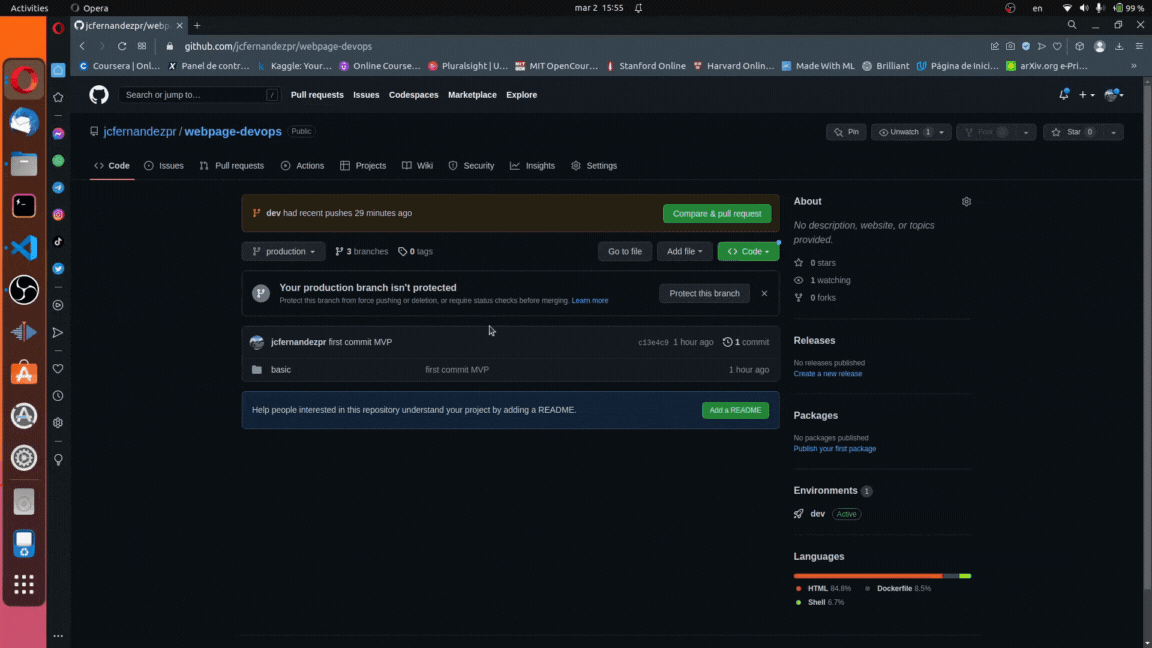 Activities Opera mar 2 15:55 en 99 %
jcfernandezpr/webp
github.com/jcfernandezpr/webpage-devops
Coursera | Onl... Panel de contr... Kaggle: Your... Online Course... Pluralsight | U... MIT OpenCour... Stanford Online Harvard Onlin... Made With ML Brilliant Página de Inici... arXiv.org e-Pri... »
Search or jump to... / Pull requests Issues Codespaces Marketplace Explore
jcfernandezpr / webpage-devops Public Pin Unwatch 1 Fork 0 Star 0
Code Issues Pull requests Actions Projects Wiki Security Insights Settings
dev had recent pushes 29 minutes ago Compare & pull request
production 3 branches 0 tags Go to file Add file Code
Your production branch isn't protected
Protect this branch from force pushing or deletion, or require status checks before merging. Learn more
Protect this branch
jcfernandezpr first commit MVP c13e4c9 1 hour ago 1 commit
basic first commit MVP 1 hour ago
Help people interested in this repository understand your project by adding a README. Add a README
About
No description, website, or topics
provided.
0 stars
1 watching
0 forks
Releases
No releases published
Create a new release
Packages
No packages published
Publish your first package
Environments 1
dev Active
Languages
HTML 84.8% Dockerfile 8.5%
Shell 6.7%